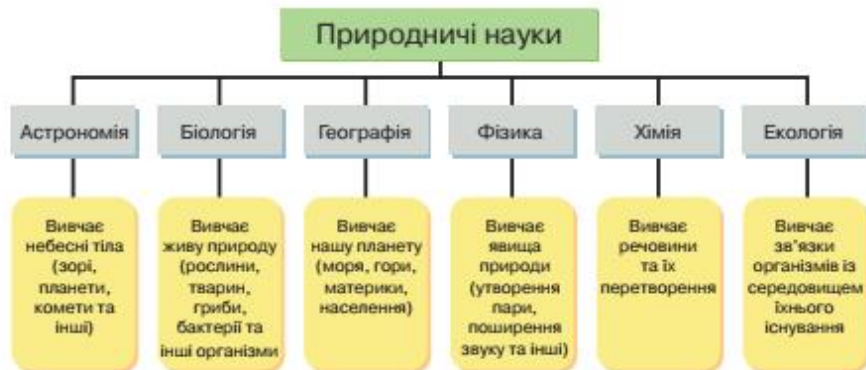 Природничі науки
Астрономія
Біологія
Географія
Фізика
Хімія
Екологія
Вивчає
небесні тіла
(зорі,
планети,
комети та
інші)
Вивчає
живу природу
(рослини,
тварин,
гриби,
бактерії та
інші організми
Вивчає
нашу планету
(моря, гори,
материки,
населення)
Вивчає
явища
природи
(утворення
пари,
поширення
звуку та інші)
Вивчає
речовини
та їх
перетворення
Вивчає
зв’язки
організмів із
середовищем
їхнього
існування